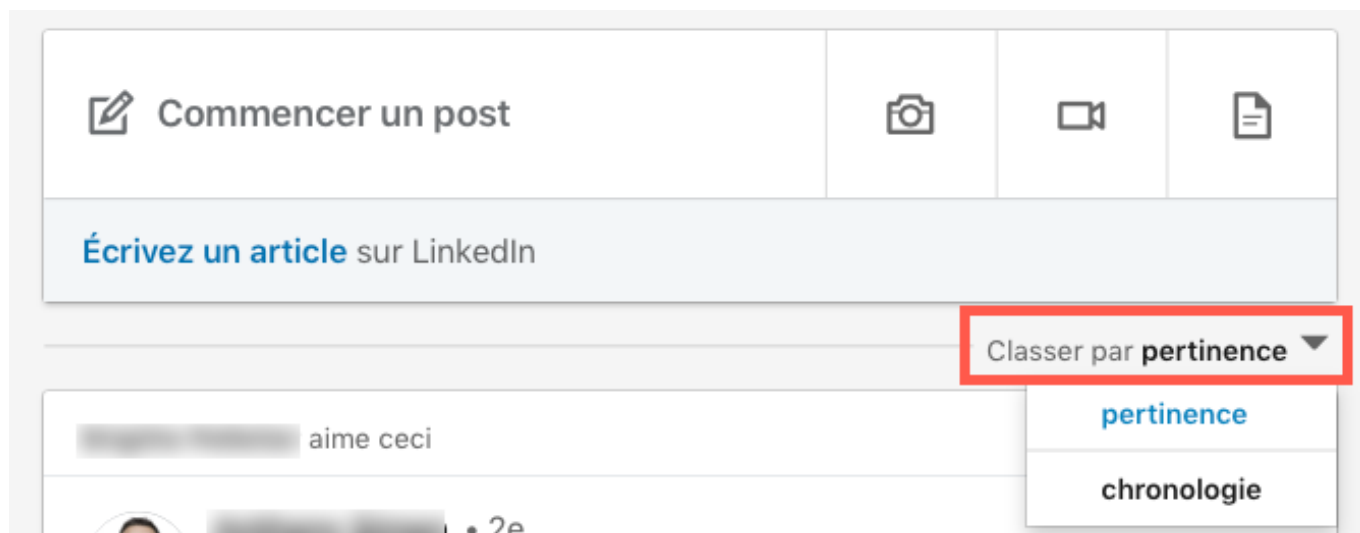 Commencer un post
Écrivez un article sur LinkedIn
Classer par pertinence
pertinence
chronologie
aime ceci
• 2e